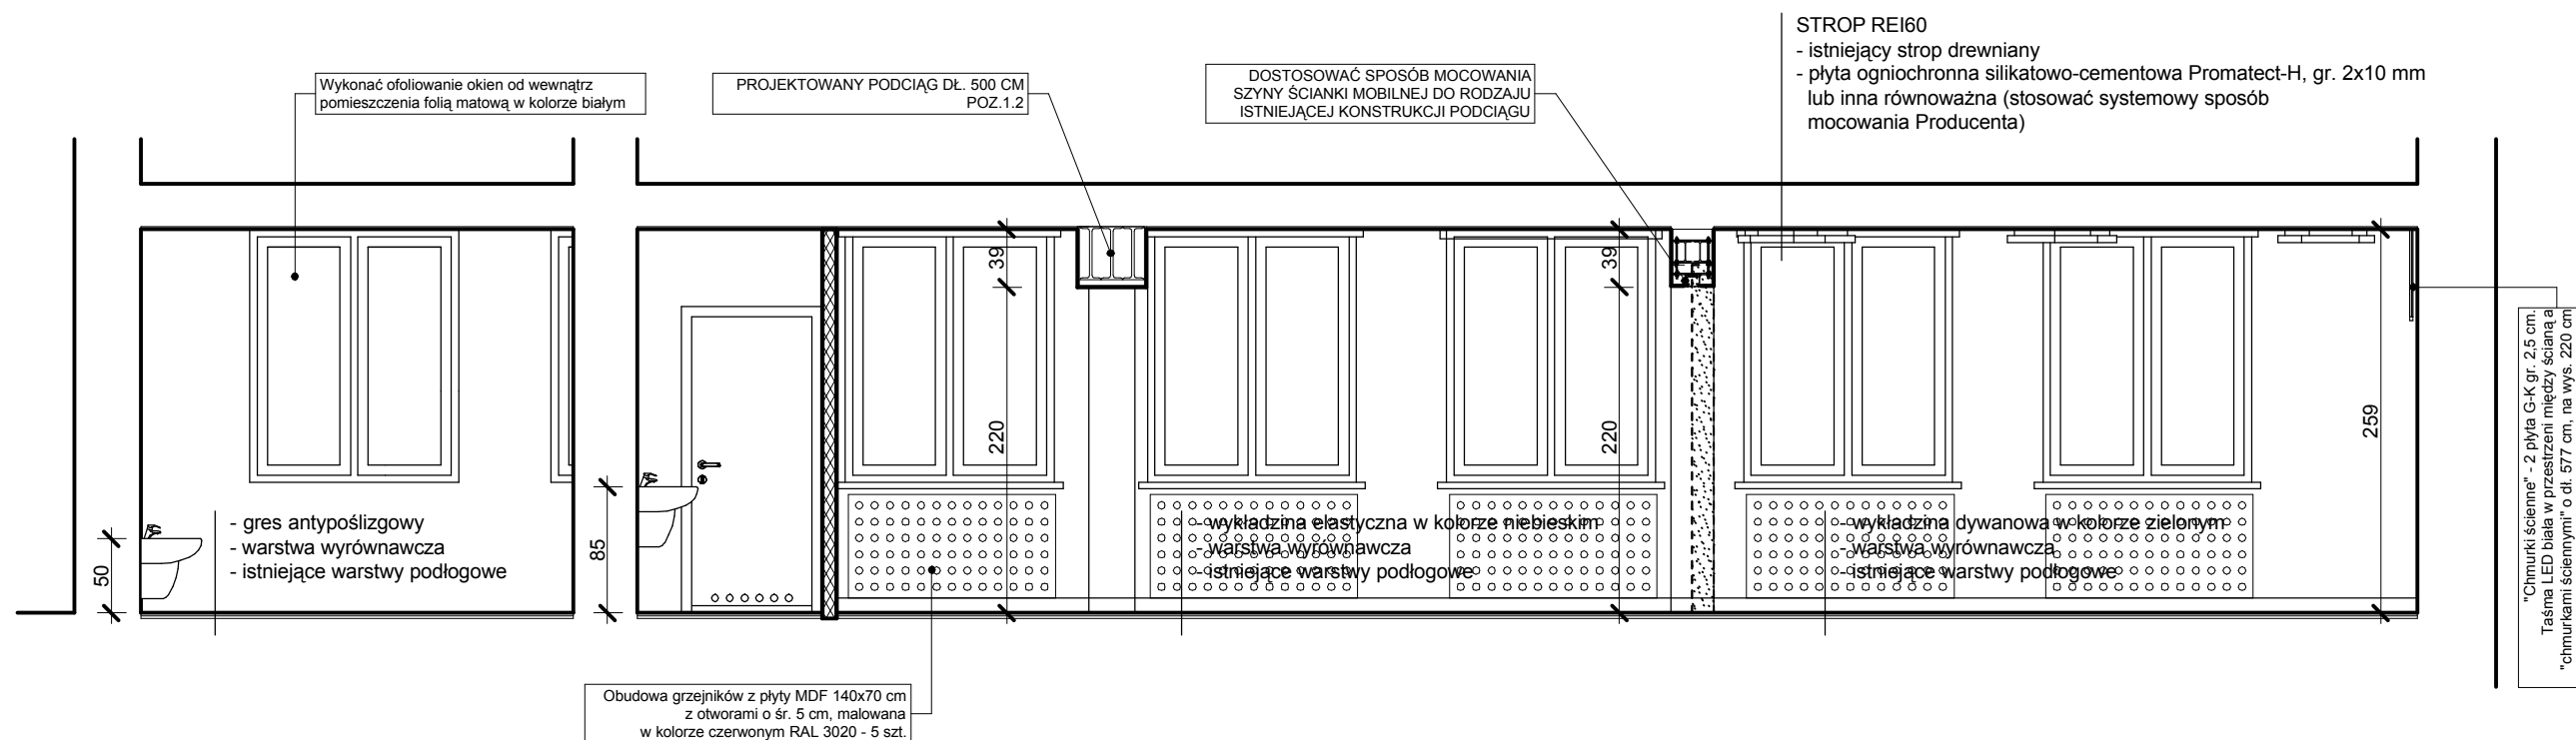 STROP REI60
- istniejący strop drewniany
- płyta ogniochronna silikatowo-cementowa Promatect-H, gr. 2x10 mm
lub inna równoważna (stosować systemowy sposób
mocowania Producenta)
Wykonać ofoliowanie okien od wewnątrz
pomieszczenia folią matową w kolorze białym
PROJEKTOWANY PODCIĄG DŁ. 500 CM
POZ.1.2
DOSTOSOWAĆ SPOSÓB MOCOWANIA
SZYNY ŚCIANKI MOBILNEJ DO RODZAJU
ISTNIEJĄCEJ KONSTRUKCJI PODCIĄGU
39
39
220
220
259
50
85
- gres antypoślizgowy
- warstwa wyrównawcza
- istniejące warstwy podłogowe
- wykładzina elastyczna w kolorze niebieskim
- warstwa wyrównawcza
- istniejące warstwy podłogowe
- wykładzina dywanowa w kolorze zielonym
- warstwa wyrównawcza
- istniejące warstwy podłogowe
"Chmurki ścienne" - 2 płyta G-K gr. 2,5 cm.
Taśma LED biała w przestrzeni między ścianą a
"chmurkami ściennymi" o dł. 577 cm, na wys. 220 cm
Obudowa grzejników z płyty MDF 140x70 cm
z otworami o śr. 5 cm, malowana
w kolorze czerwonym RAL 3020 - 5 szt.